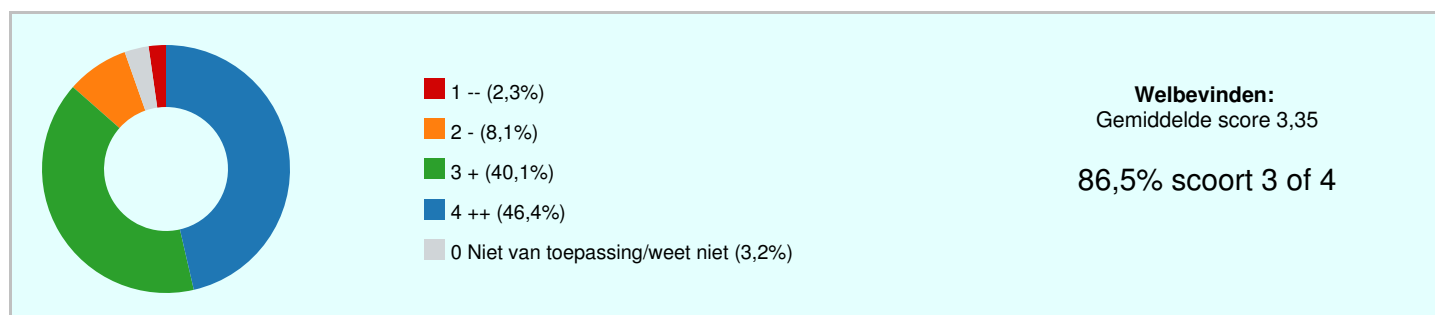 1 -- (2,3%)
2 - (8,1%)
3 + (40,1%)
4 ++ (46,4%)
0 Niet van toepassing/weet niet (3,2%)
Welbevinden:
Gemiddelde score 3,35
86,5% scoort 3 of 4